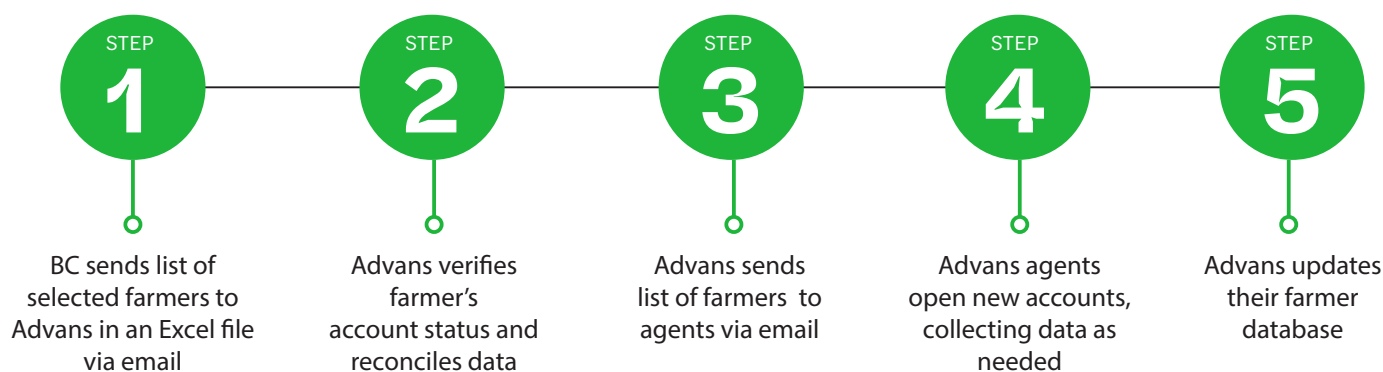 STEP
1
BC sends list of
selected farmers to
Advans in an Excel file
via email
STEP
2
Advans verifies
farmer's
account status and
reconciles data
STEP
3
Advans sends
list of farmers to
agents via email
STEP
4
Advans agents
open new accounts,
collecting data as
needed
STEP
5
Advans updates
their farmer
database